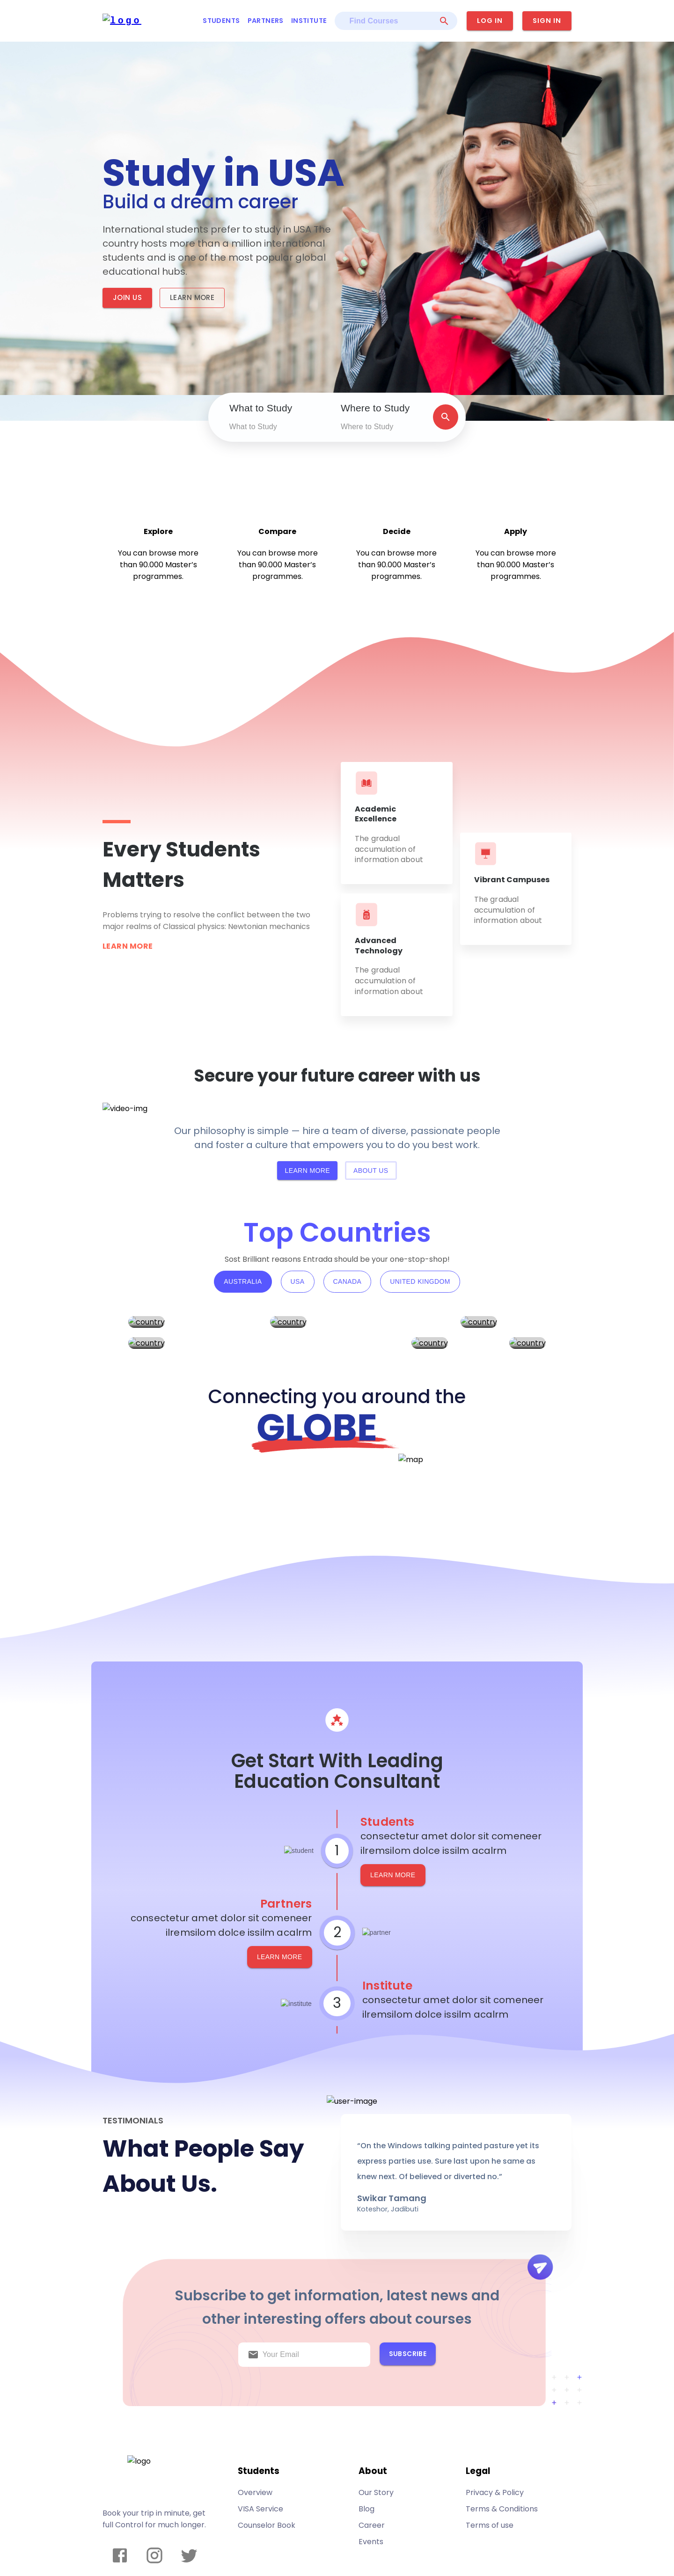 logo
STUDENTS PARTNERS INSTITUTE Find Courses LOG IN SIGN IN
Study in USA
Build a dream career
International students prefer to study in USA The
country hosts more than a million international
students and is one of the most popular global
educational hubs.
JOIN US LEARN MORE
What to Study Where to Study
What to Study Where to Study
Explore Compare Decide Apply
You can browse more You can browse more You can browse more You can browse more
than 90.000 Master's than 90.000 Master's than 90.000 Master's than 90.000 Master's
programmes. programmes. programmes. programmes.
Every Students
Matters
Problems trying to resolve the conflict between the two
major realms of Classical physics: Newtonian mechanics
LEARN MORE
Academic
Excellence
The gradual
accumulation of
information about
Advanced
Technology
The gradual
accumulation of
information about
Vibrant Campuses
The gradual
accumulation of
information about
Secure your future career with us
video-img
Our philosophy is simple — hire a team of diverse, passionate people
and foster a culture that empowers you to do you best work.
LEARN MORE ABOUT US
Top Countries
Sost Brilliant reasons Entrada should be your one-stop-shop!
AUSTRALIA USA CANADA UNITED KINGDOM
country country country
country country country
Connecting you around the
GLOBE
map
Get Start With Leading
Education Consultant
student
1
Students
consectetur amet dolor sit comeneer
ilremsilom dolce issilm acalrm
LEARN MORE
Partners
consectetur amet dolor sit comeneer
ilremsilom dolce issilm acalrm
LEARN MORE
2
partner
institute
3
Institute
consectetur amet dolor sit comeneer
ilremsilom dolce issilm acalrm
TESTIMONIALS
What People Say
About Us.
user-image
“On the Windows talking painted pasture yet its
express parties use. Sure last upon he same as
knew next. Of believed or diverted no.”
Swikar Tamang
Koteshor, Jadibuti
Subscribe to get information, latest news and
other interesting offers about courses
Your Email SUBSCRIBE
logo
Book your trip in minute, get
full Control for much longer.
Students
Overview
VISA Service
Counselor Book
About
Our Story
Blog
Career
Events
Legal
Privacy & Policy
Terms & Conditions
Terms of use